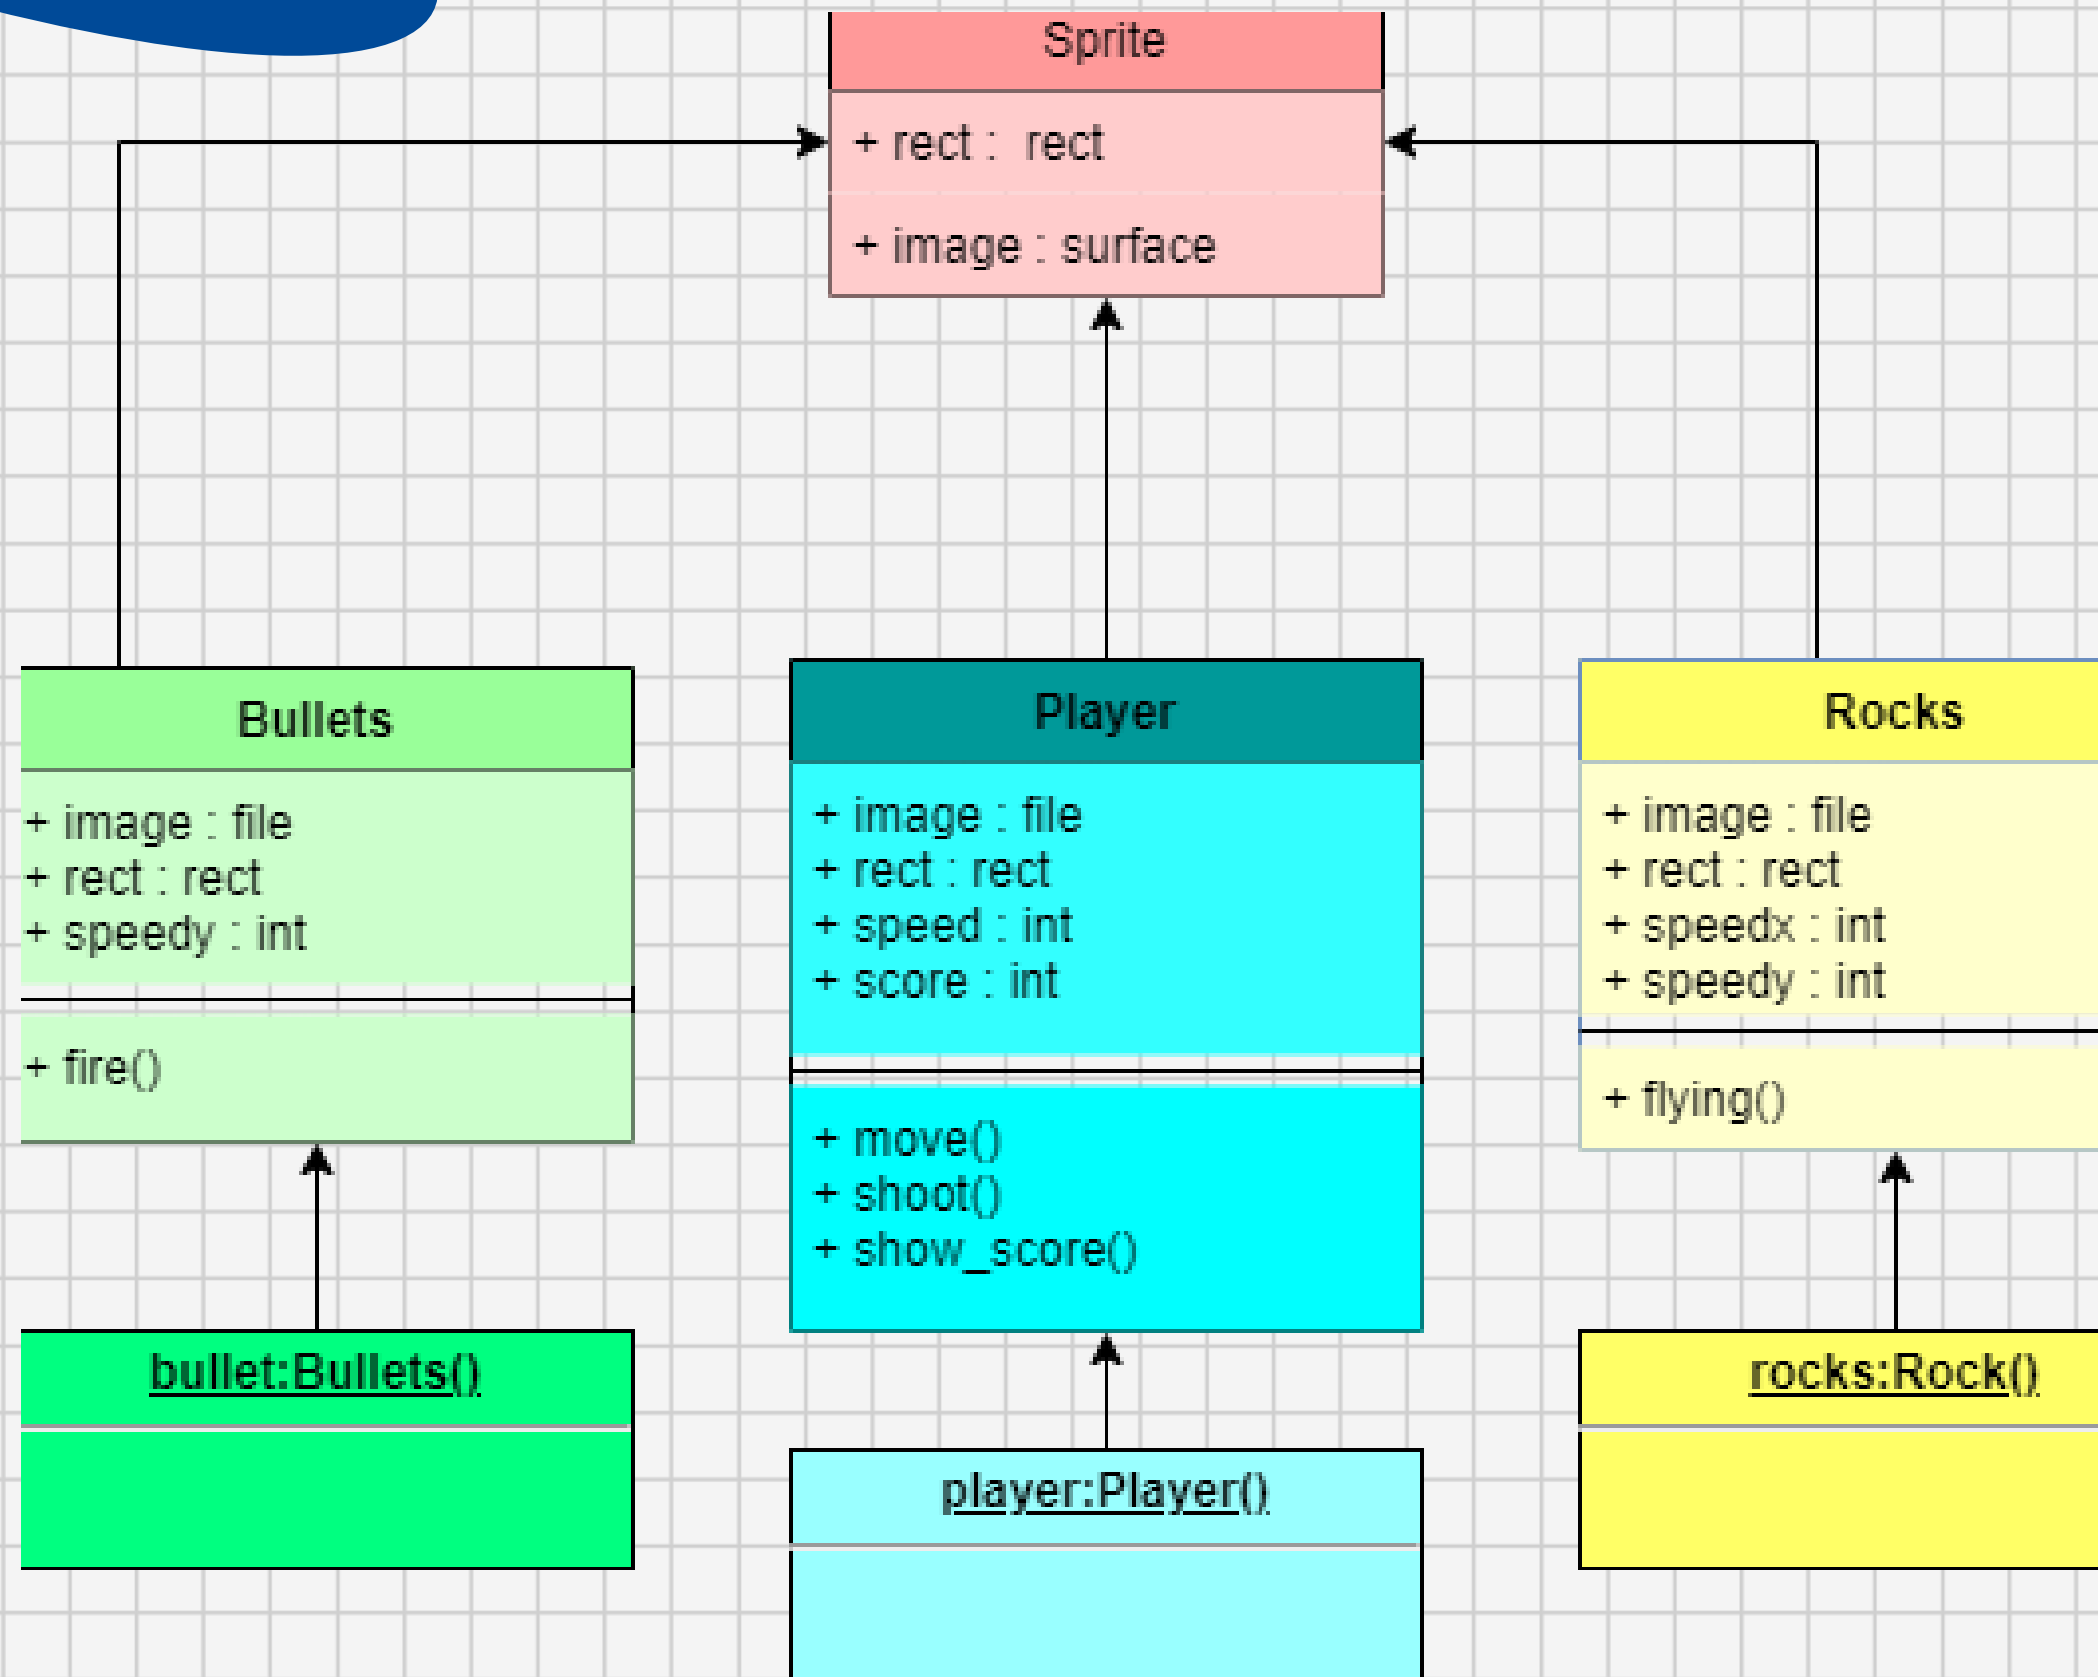 Sprite
+ rect : rect
+ image : surface
Bullets
+ image : file
+ rect : rect
+ speedy : int
+ fire()
Player
+ image : file
+ rect : rect
+ speed : int
+ score : int
+ move()
+ shoot()
+ show_score()
Rocks
+ image : file
+ rect : rect
+ speedx : int
+ speedy : int
+ flying()
bullet:Bullets()
player:Player()
rocks:Rock()